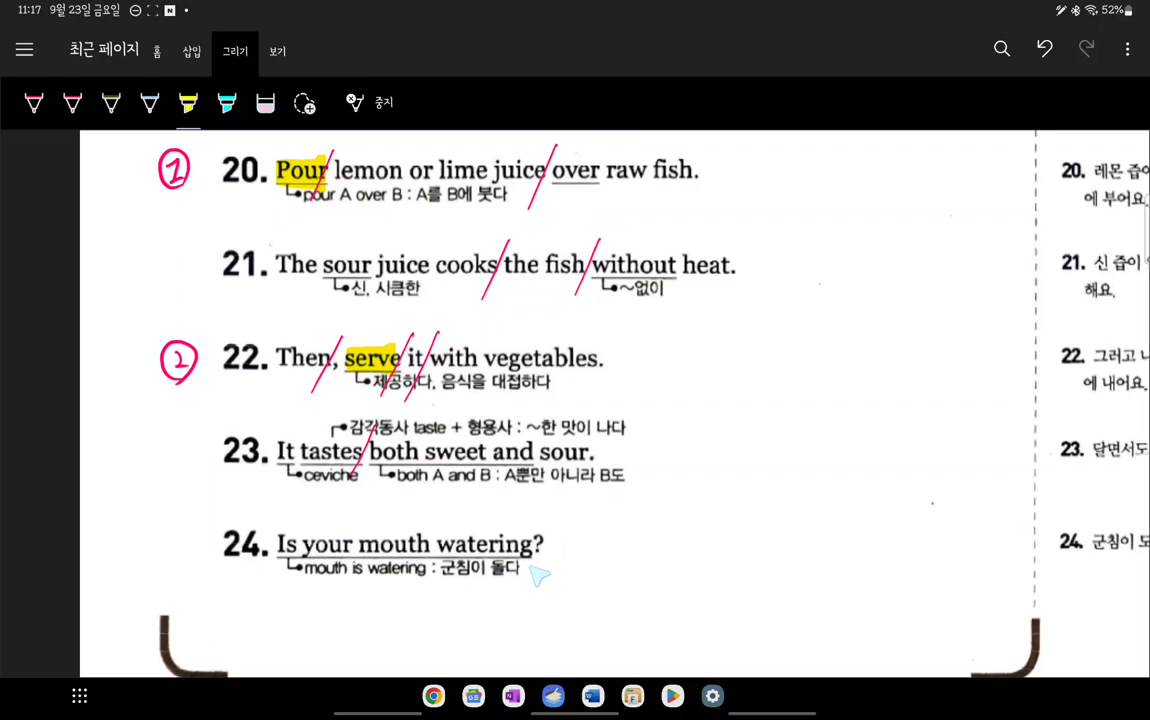 11:17 9월 23일 금요일 N 52%
최근 페이지 홈 삽입 그리기 보기
중지
① 20. Pour lemon or lime juice over raw fish.
pour A over B : A를 B에 붓다
20. 레몬 즙이
에 부어요.
21. The sour juice cooks the fish without heat.
신, 시큼한
~없이
21. 신 즙이
해요.
② 22. Then, serve it with vegetables.
제공하다, 음식을 대접하다
22. 그러고 나
에 내어요.
감각동사 taste + 형용사 : ~한 맛이 나다
23. It tastes both sweet and sour.
ceviche
both A and B : A뿐만 아니라 B도
23. 달면서도
24. Is your mouth watering?
mouth is watering : 군침이 돌다
24. 군침이